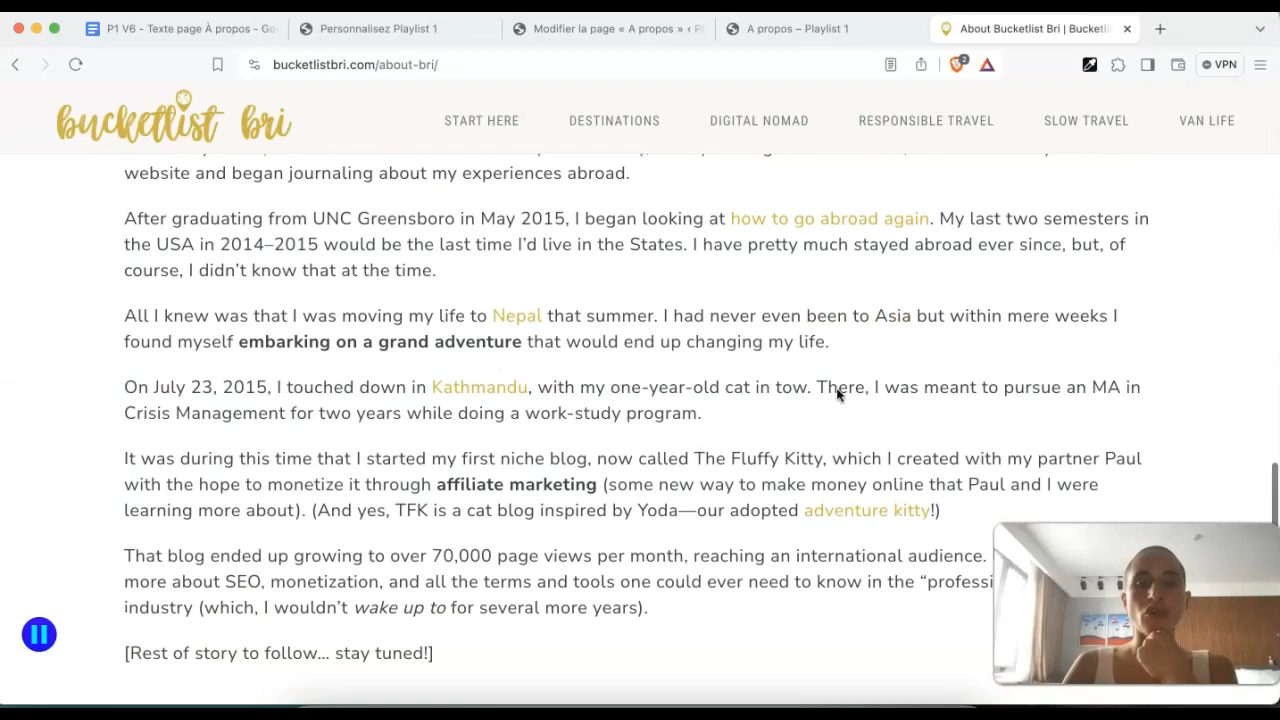 P1 V6 - Texte page À propos - Go
Personnalisez Playlist 1
Modifier la page « A propos » ‹ Pl
A propos – Playlist 1
About Bucketlist Bri | Bucketli
bucketlistbri.com/about-bri/
2
VPN
bucketlist bri
START HERE
DESTINATIONS
DIGITAL NOMAD
RESPONSIBLE TRAVEL
SLOW TRAVEL
VAN LIFE
website and began journaling about my experiences abroad.
After graduating from UNC Greensboro in May 2015, I began looking at how to go abroad again. My last two semesters in
the USA in 2014–2015 would be the last time I’d live in the States. I have pretty much stayed abroad ever since, but, of
course, I didn’t know that at the time.
All I knew was that I was moving my life to Nepal that summer. I had never even been to Asia but within mere weeks I
found myself embarking on a grand adventure that would end up changing my life.
On July 23, 2015, I touched down in Kathmandu, with my one-year-old cat in tow. There, I was meant to pursue an MA in
Crisis Management for two years while doing a work-study program.
It was during this time that I started my first niche blog, now called The Fluffy Kitty, which I created with my partner Paul
with the hope to monetize it through affiliate marketing (some new way to make money online that Paul and I were
learning more about). (And yes, TFK is a cat blog inspired by Yoda—our adopted adventure kitty!)
That blog ended up growing to over 70,000 page views per month, reaching an international audience.
more about SEO, monetization, and all the terms and tools one could ever need to know in the “professi
industry (which, I wouldn’t wake up to for several more years).
[Rest of story to follow… stay tuned!]